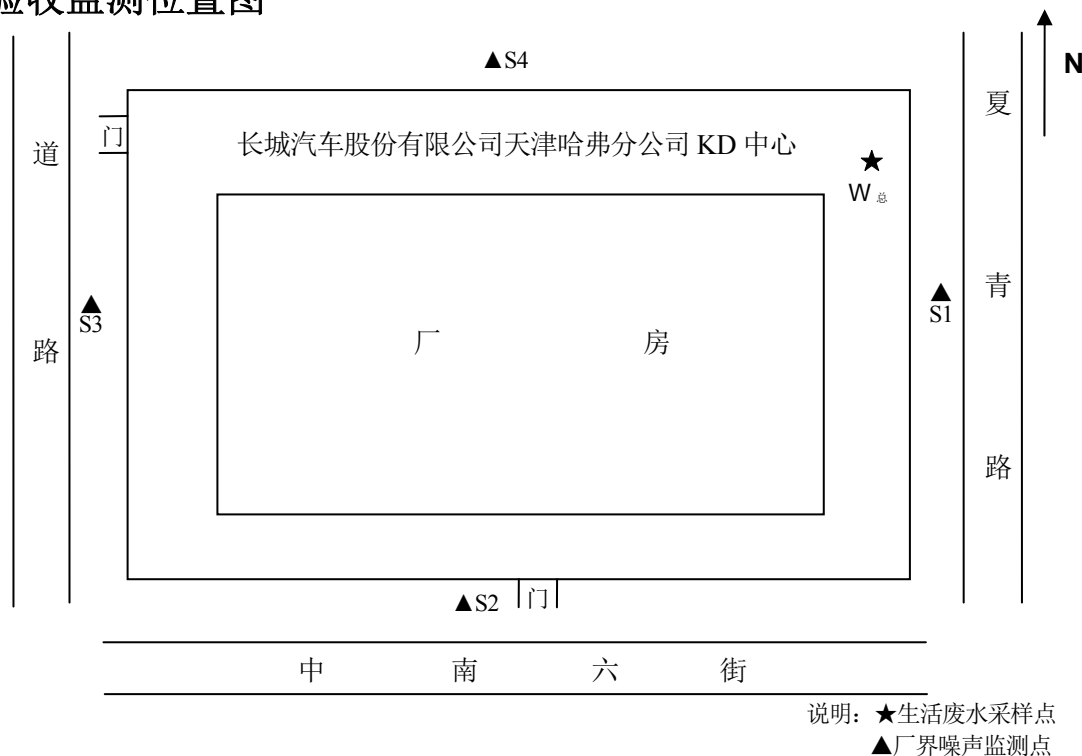 验收监测位置图
▲S4
N
夏青路
道路
门
长城汽车股份有限公司天津哈弗分公司 KD 中心
★
W总
▲
S3
▲
S1
厂房
▲S2
门
中南六街
说明：★生活废水采样点
▲厂界噪声监测点